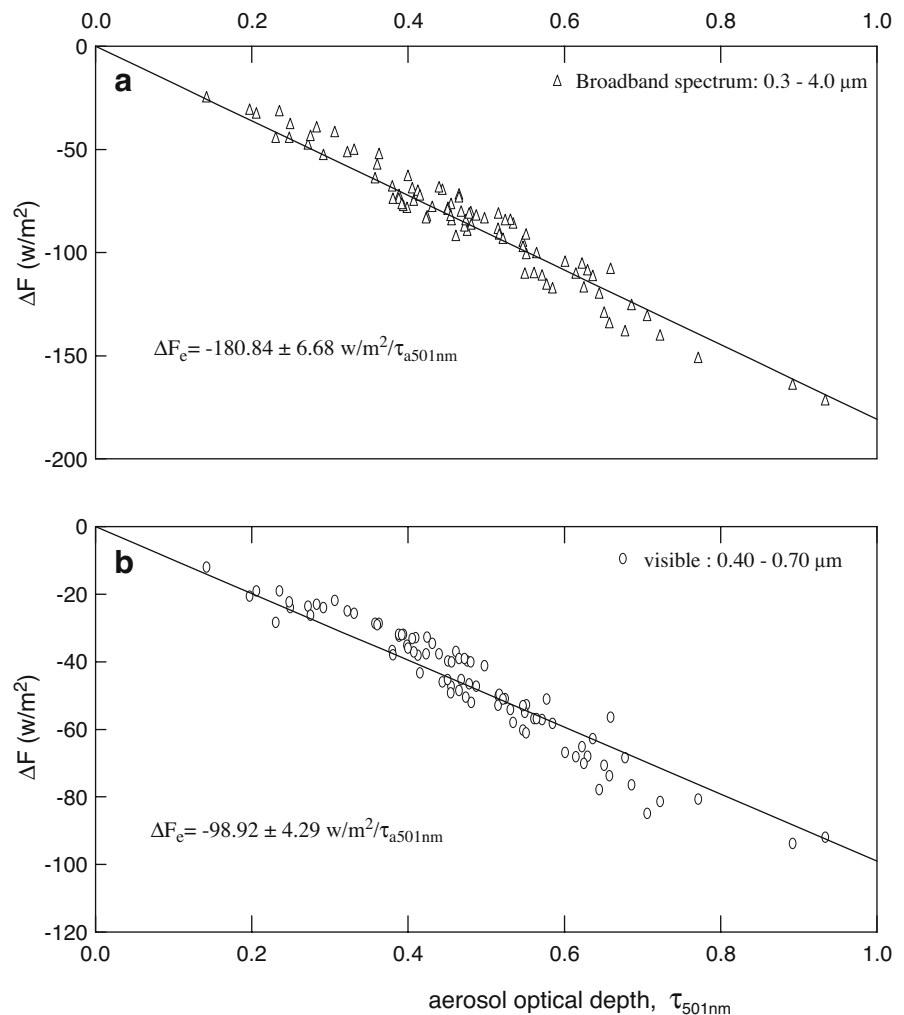 0.0 0.2 0.4 0.6 0.8 1.0
0
a
△ Broadband spectrum: 0.3 - 4.0 µm
-50
-100
ΔF (w/m²)
-150
ΔFₑ= -180.84 ± 6.68 w/m²/τa501nm
-200
0
b
○ visible : 0.40 - 0.70 µm
-20
-40
ΔF (w/m²)
-60
-80
ΔFₑ= -98.92 ± 4.29 w/m²/τa501nm
-100
-120
0.0 0.2 0.4 0.6 0.8 1.0
aerosol optical depth, τ501nm